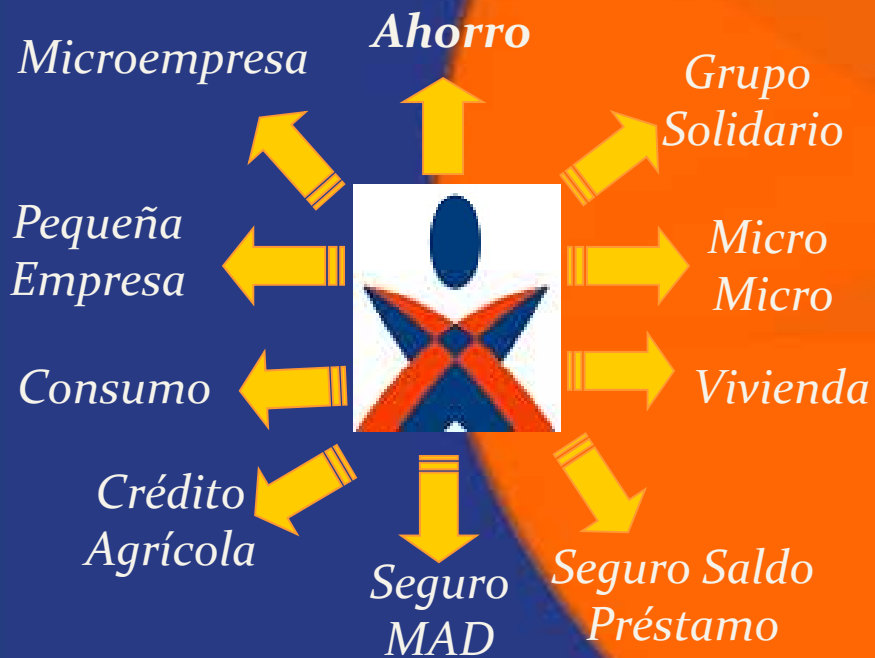 Ahorro
Microempresa
Grupo
Solidario
Pequeña
Empresa
Micro
Micro
Consumo
Vivienda
Crédito
Agrícola
Seguro
MAD
Seguro Saldo
Préstamo